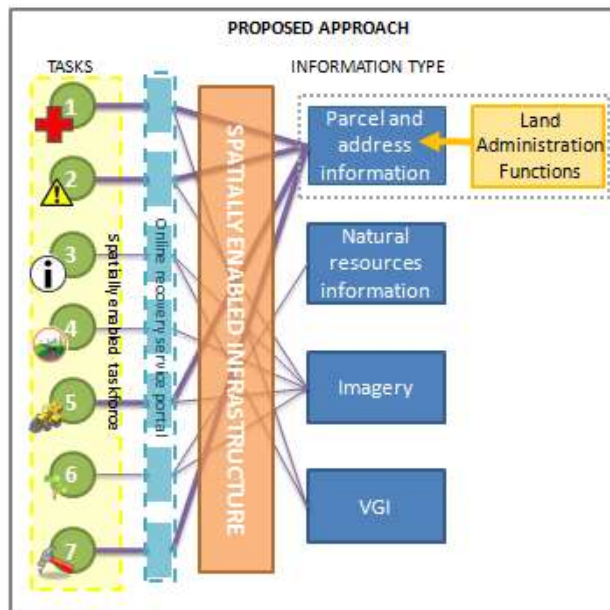 PROPOSED APPROACH
TASKS
INFORMATION TYPE
1
2
3
4
5
6
7
Spatially enabled taskforce
Online recovery service portal
SPATIALLY ENABLED INFRASTRUCTURE
Parcel and
address
information
Land
Administration
Functions
Natural
resources
information
Imagery
VGI